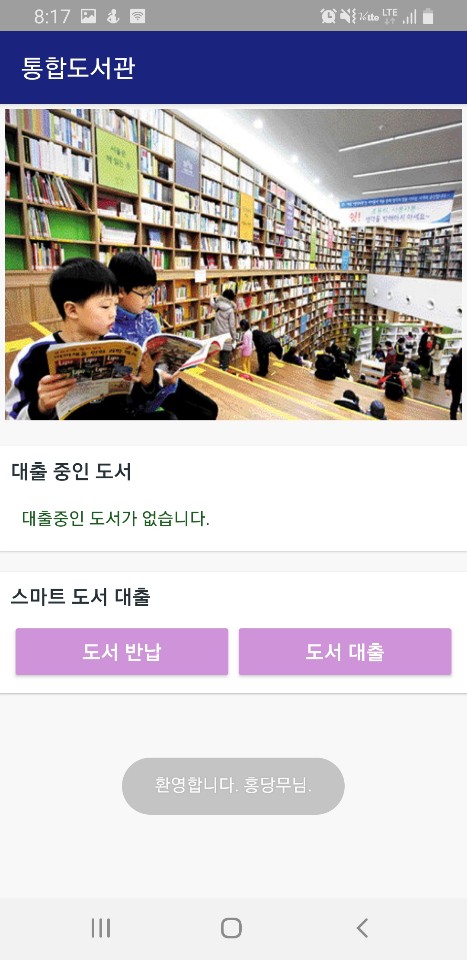 8:17
LTE
통합도서관
대출 중인 도서
대출중인 도서가 없습니다.
스마트 도서 대출
도서 반납
도서 대출
환영합니다. 홍당무님.